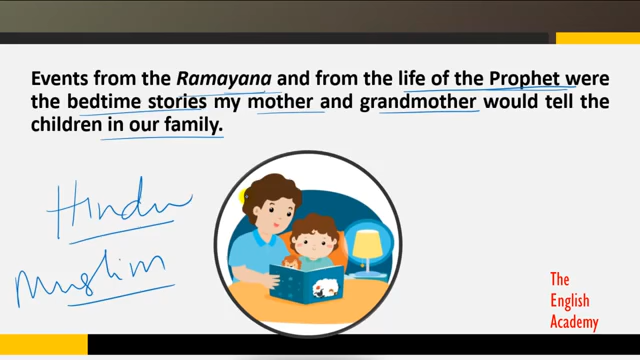 Events from the Ramayana and from the life of the Prophet were
the bedtime stories my mother and grandmother would tell the
children in our family.
Hindu
Muslim
The
English
Academy